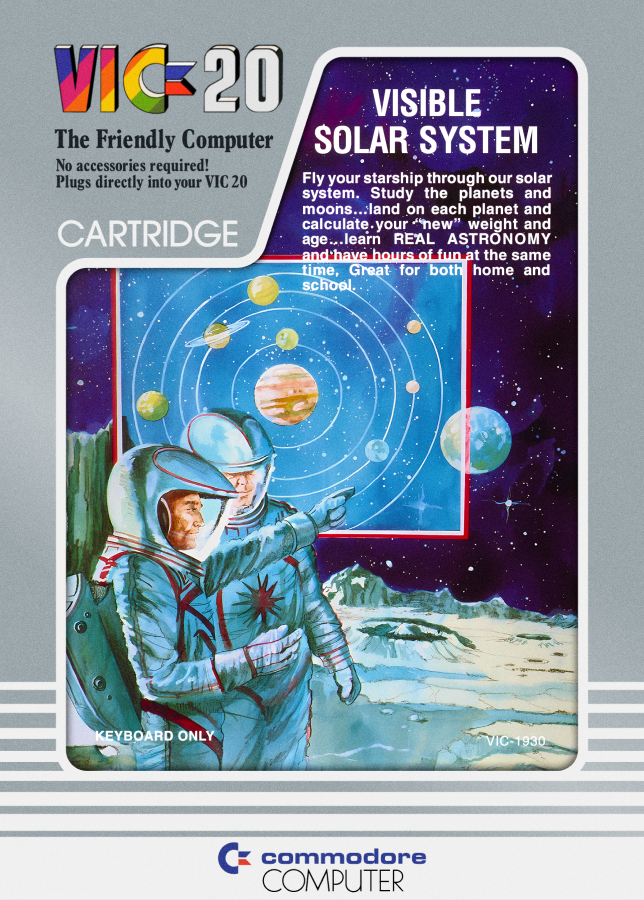 VIC-20
The Friendly Computer
No accessories required!
Plugs directly into your VIC 20
CARTRIDGE
VISIBLE
SOLAR SYSTEM
Fly your starship through our solar
system. Study the planets and
moons...land on each planet and
calculate your "new" weight and
age...learn REAL ASTRONOMY
and have hours of fun at the same
time. Great for both home and
school.
KEYBOARD ONLY
VIC-1930
commodore
COMPUTER